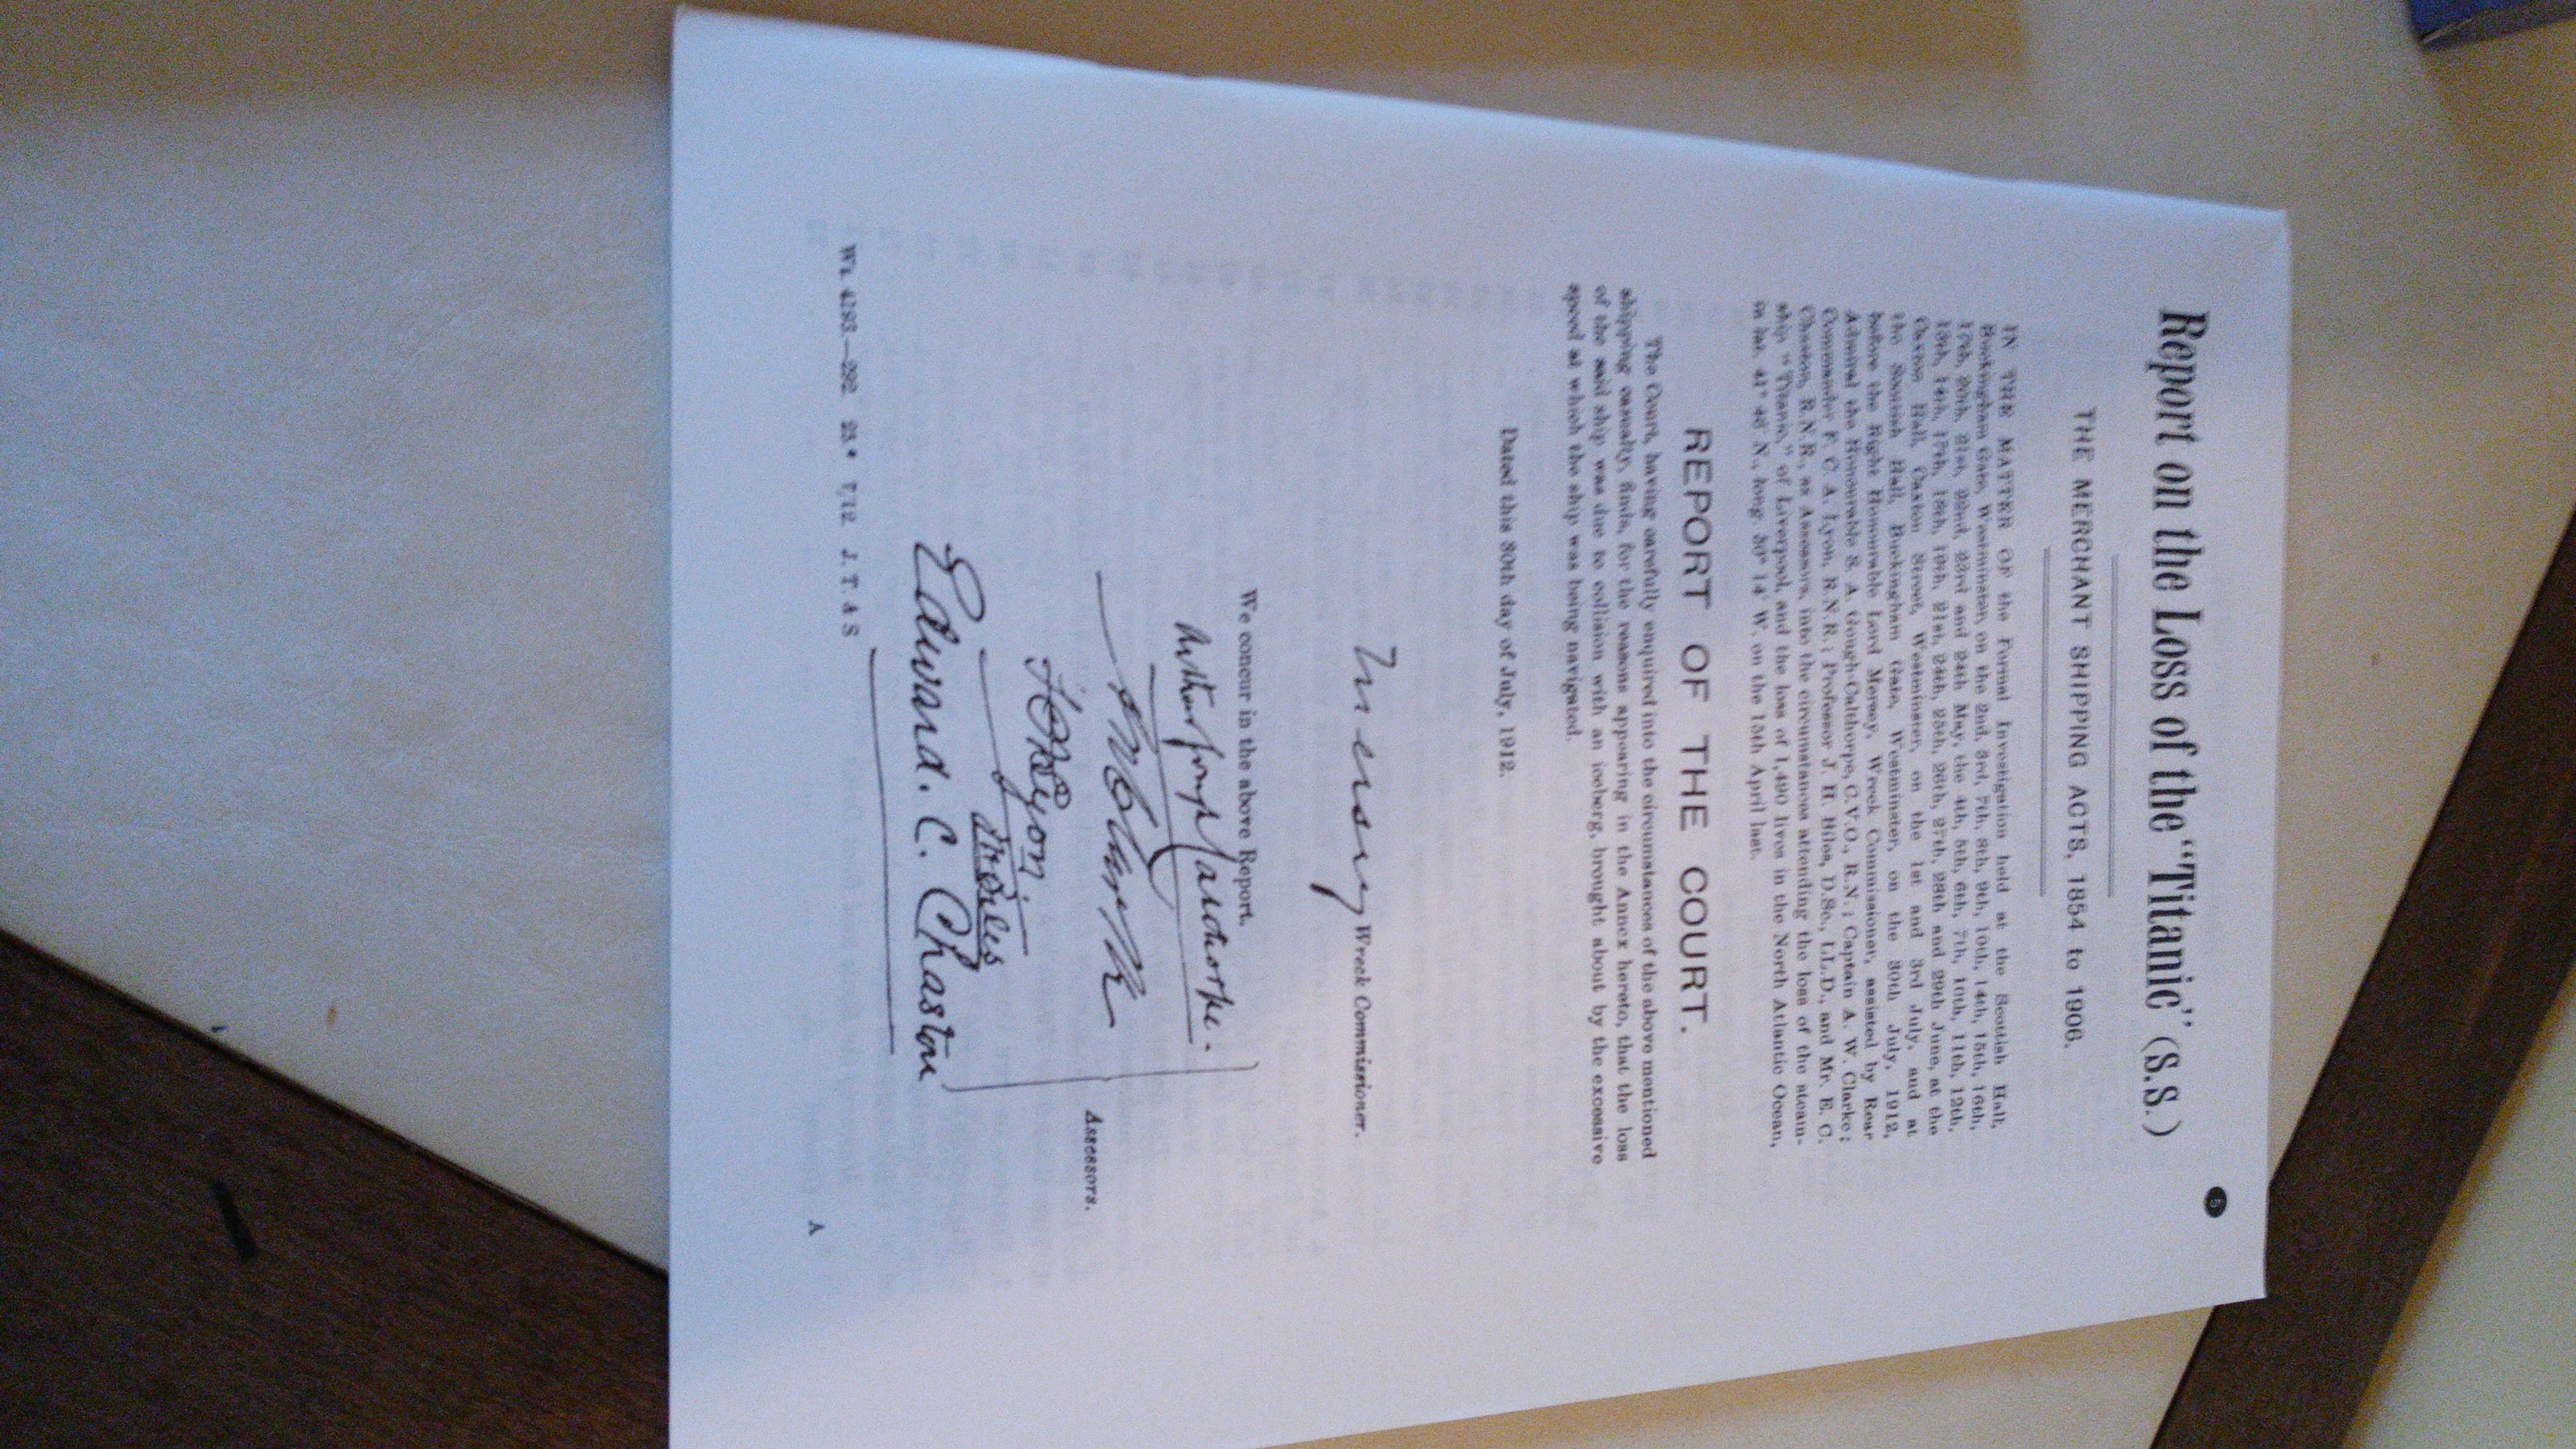 5
Report on the Loss of the "Titanic" (S.S.)
THE MERCHANT SHIPPING ACTS, 1854 to 1906.
IN THE MATTER OF the Formal Investigation held at the Scottish Hall,
Buckingham Gate, Westminster, on the 2nd, 3rd, 7th, 8th, 9th, 10th, 14th, 15th, 16th,
17th, 20th, 21st, 22nd, 23rd and 24th May, the 4th, 5th, 6th, 7th, 10th, 11th, 12th,
13th, 14th, 17th, 18th, 19th, 21st, 24th, 25th, 26th, 27th, 28th and 29th June, at the
Caxton Hall, Caxton Street, Westminster, on the 1st and 3rd July, and at
the Scottish Hall, Buckingham Gate, Westminster, on the 30th July, 1912,
before the Right Honourable Lord Mersey, Wreck Commissioner, assisted by Rear
Admiral the Honourable S. A. Gough-Calthorpe, C.V.O., R.N.; Captain A. W. Clarke;
Commander F. C. A. Lyon, R.N.R.; Professor J. H. Biles, D.Sc., LL.D., and Mr. E. C.
Chaston, R.N.R., as Assessors, into the circumstances attending the loss of the steam-
ship "Titanic," of Liverpool, and the loss of 1,490 lives in the North Atlantic Ocean,
in lat. 41° 46' N., long. 50° 14' W. on the 15th April last.
REPORT OF THE COURT.
The Court, having carefully enquired into the circumstances of the above mentioned
shipping casualty, finds, for the reasons appearing in the Annex hereto, that the loss
of the said ship was due to collision with an iceberg, brought about by the excessive
speed at which the ship was being navigated.
Dated this 30th day of July, 1912.
Mersey Wreck Commissioner.
We concur in the above Report.
Arthur Gough Calthorpe.
Lyon.
JHBiles
Edward. C. Chaston
Assessors.
Wt. 4193.—292 25 * 7/12 J. T. & S
A